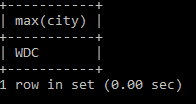 +-----------+
| max(city) |
+-----------+
| WDC       |
+-----------+
1 row in set (0.00 sec)